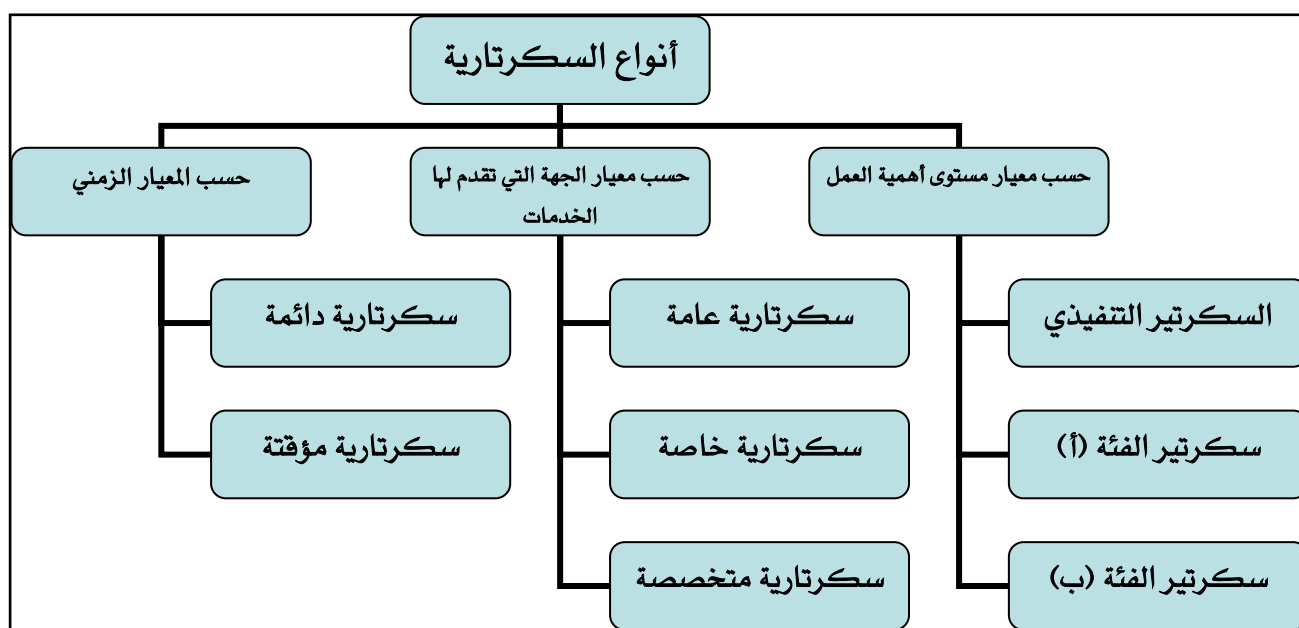 أنواع السكرتارية
حسب معيار مستوى أهمية العمل
حسب معيار الجهة التي تقدم لها
الخدمات
حسب المعيار الزمني
السكرتير التنفيذي
سكرتارية عامة
سكرتارية دائمة
سكرتير الفئة (أ)
سكرتارية خاصة
سكرتارية مؤقتة
سكرتير الفئة (ب)
سكرتارية متخصصة